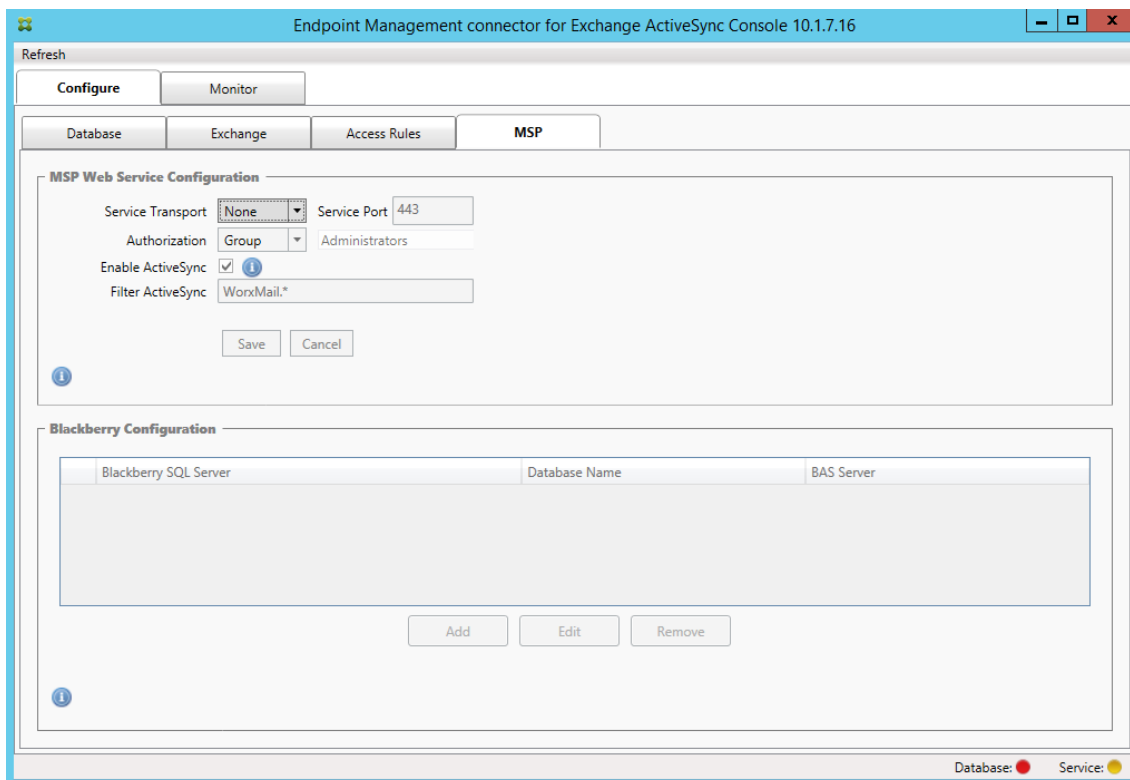 Endpoint Management connector for Exchange ActiveSync Console 10.1.7.16
Refresh
Configure Monitor
Database Exchange Access Rules MSP
MSP Web Service Configuration
Service Transport None Service Port 443
Authorization Group Administrators
Enable ActiveSync
Filter ActiveSync WorxMail.*
Save Cancel
Blackberry Configuration
Blackberry SQL Server Database Name BAS Server
Add Edit Remove
Database: Service: